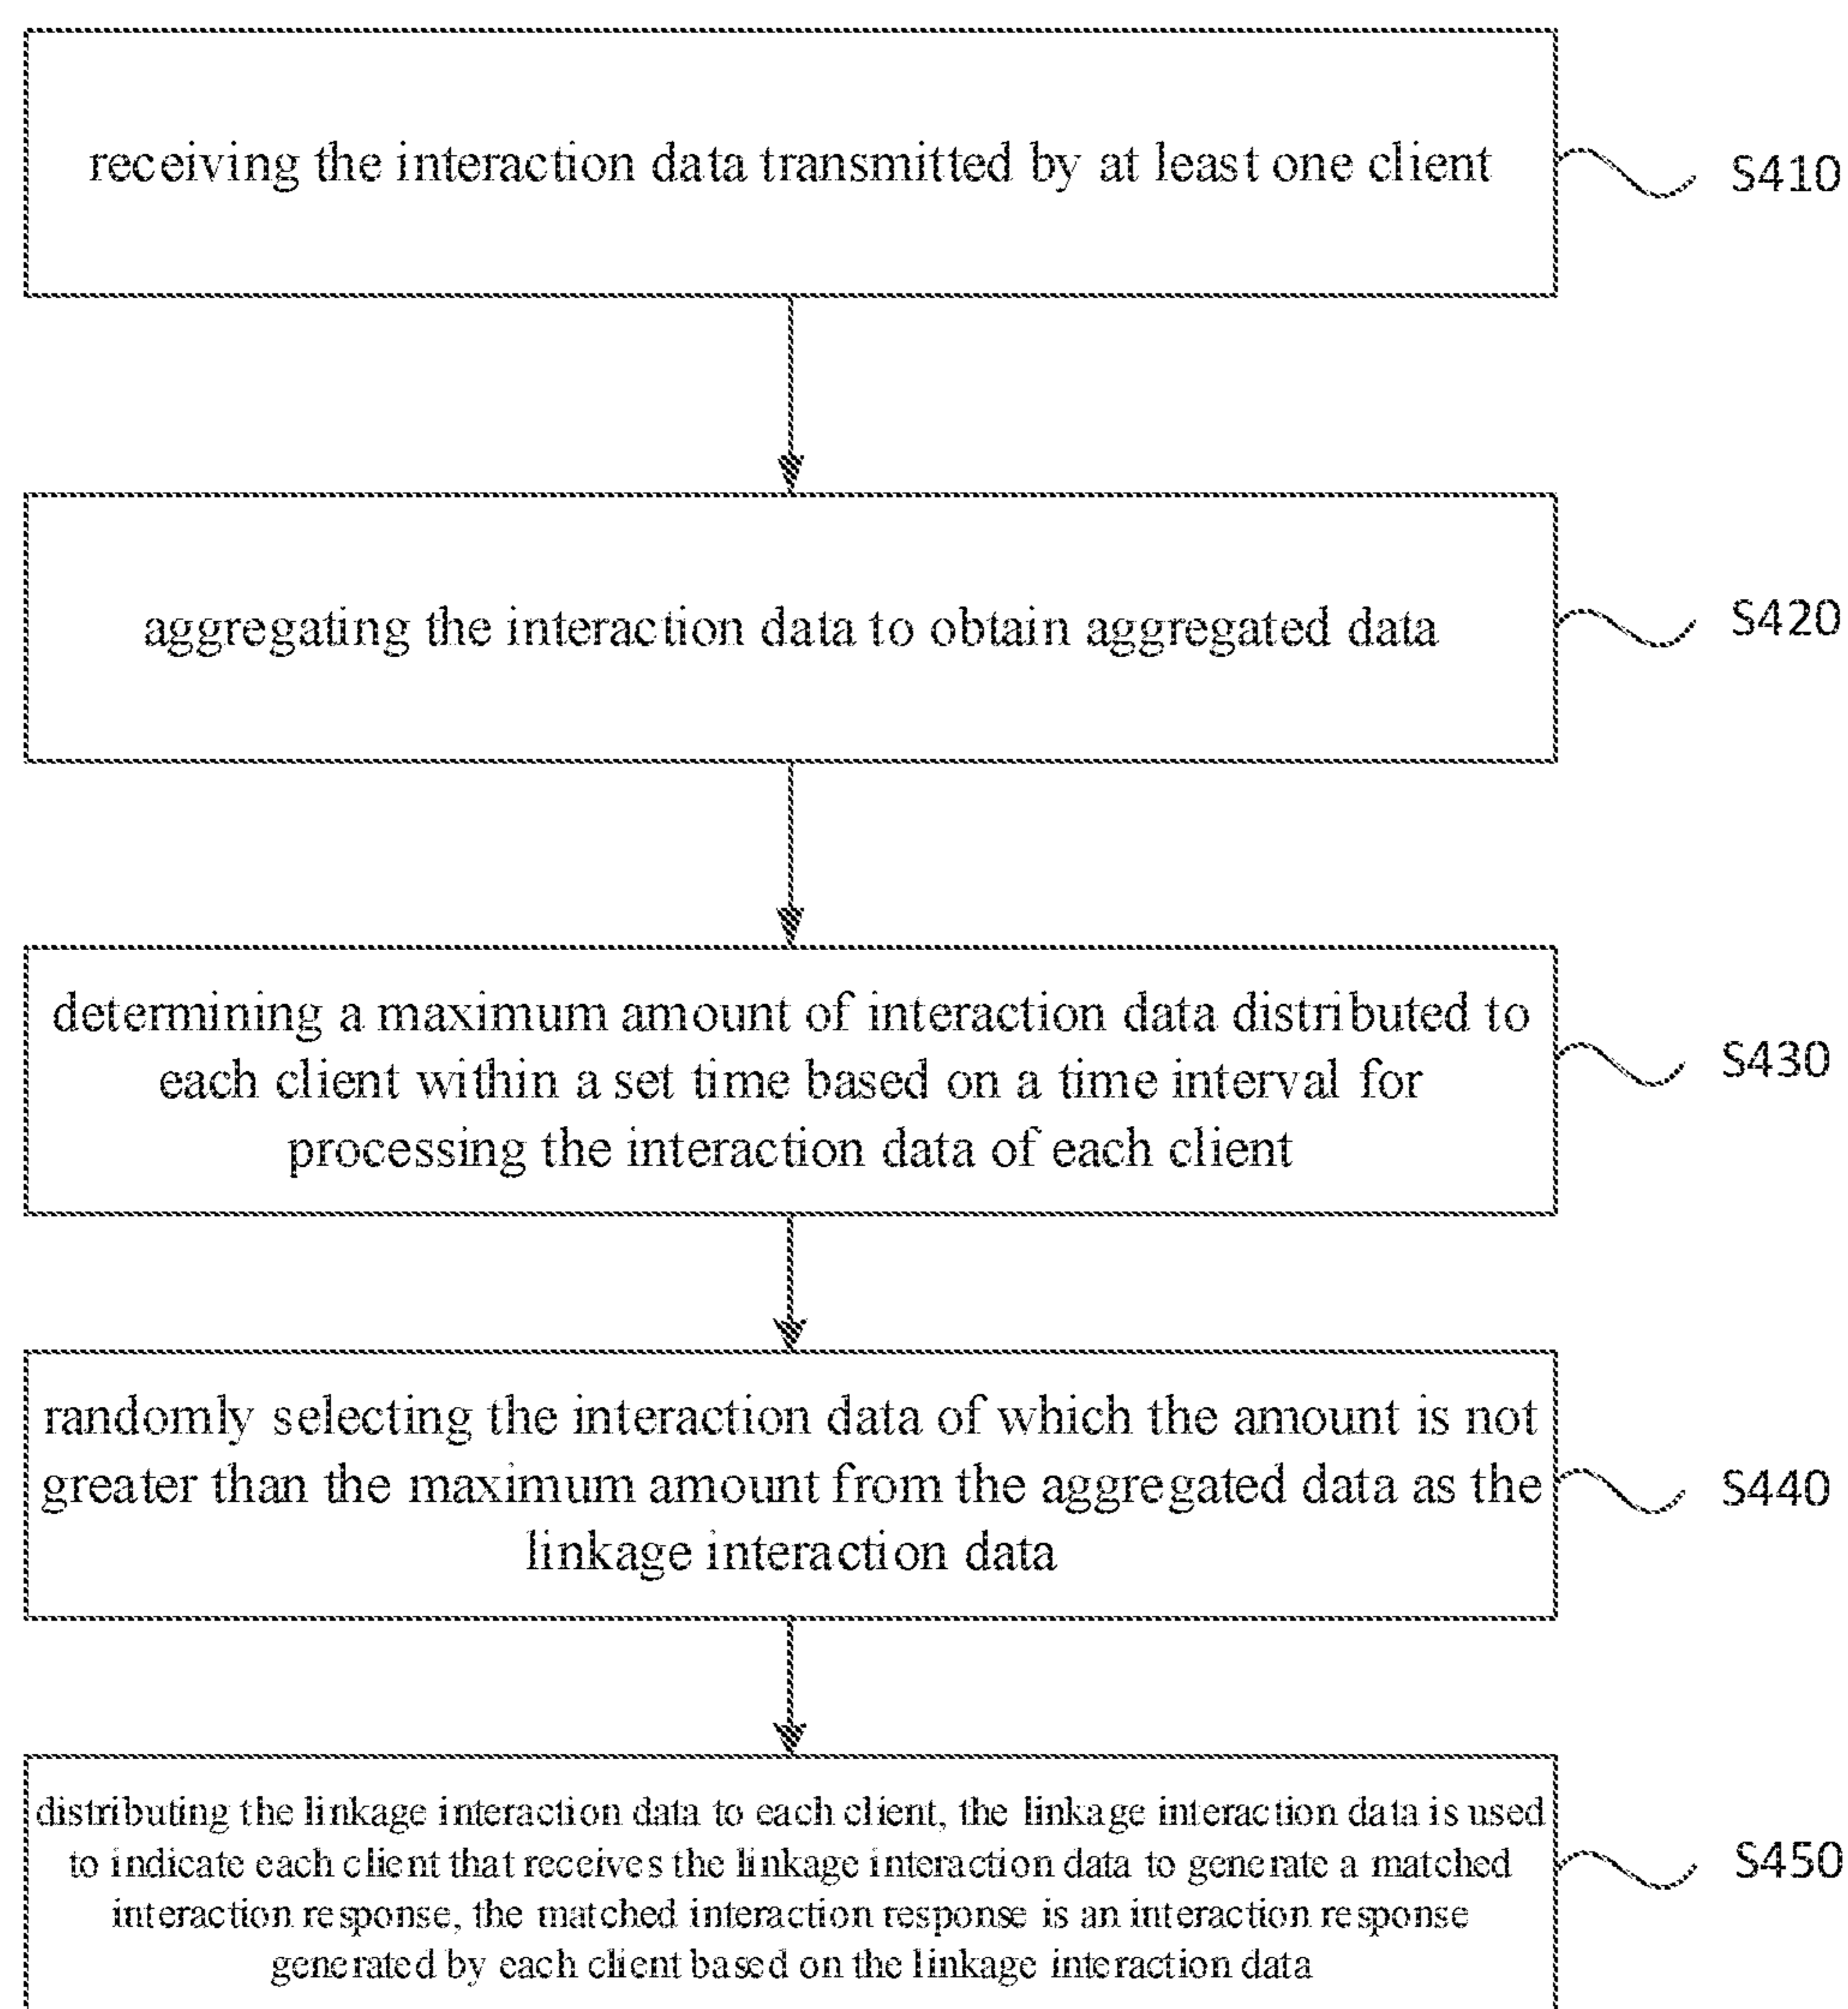 receiving the interaction data transmitted by at least one client
S410
aggregating the interaction data to obtain aggregated data
S420
determining a maximum amount of interaction data distributed to
each client within a set time based on a time interval for
processing the interaction data of each client
S430
randomly selecting the interaction data of which the amount is not
greater than the maximum amount from the aggregated data as the
linkage interaction data
S440
distributing the linkage interaction data to each client, the linkage interaction data is used
to indicate each client that receives the linkage interaction data to generate a matched
interaction response, the matched interaction response is an interaction response
generated by each client based on the linkage interaction data
S450